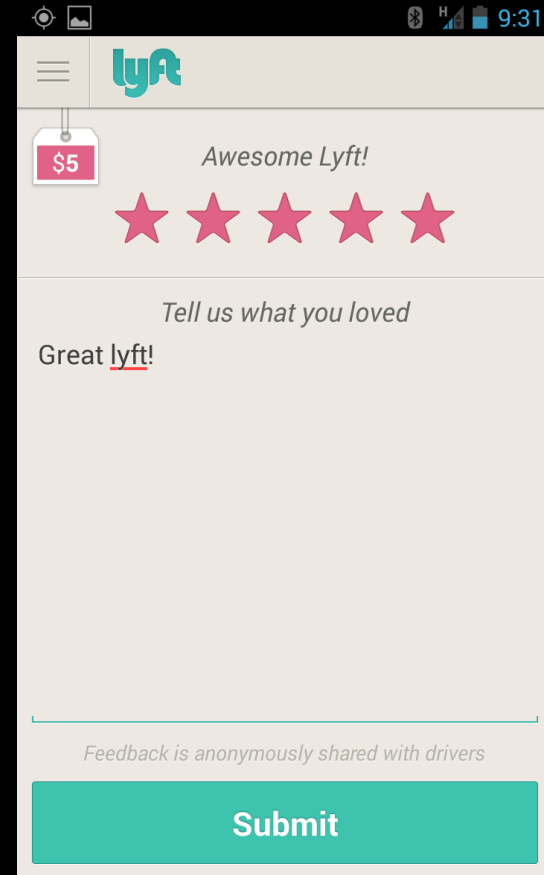 H 9:31
lyft
$5
Awesome Lyft!
Tell us what you loved
Great lyft!
Feedback is anonymously shared with drivers
Submit